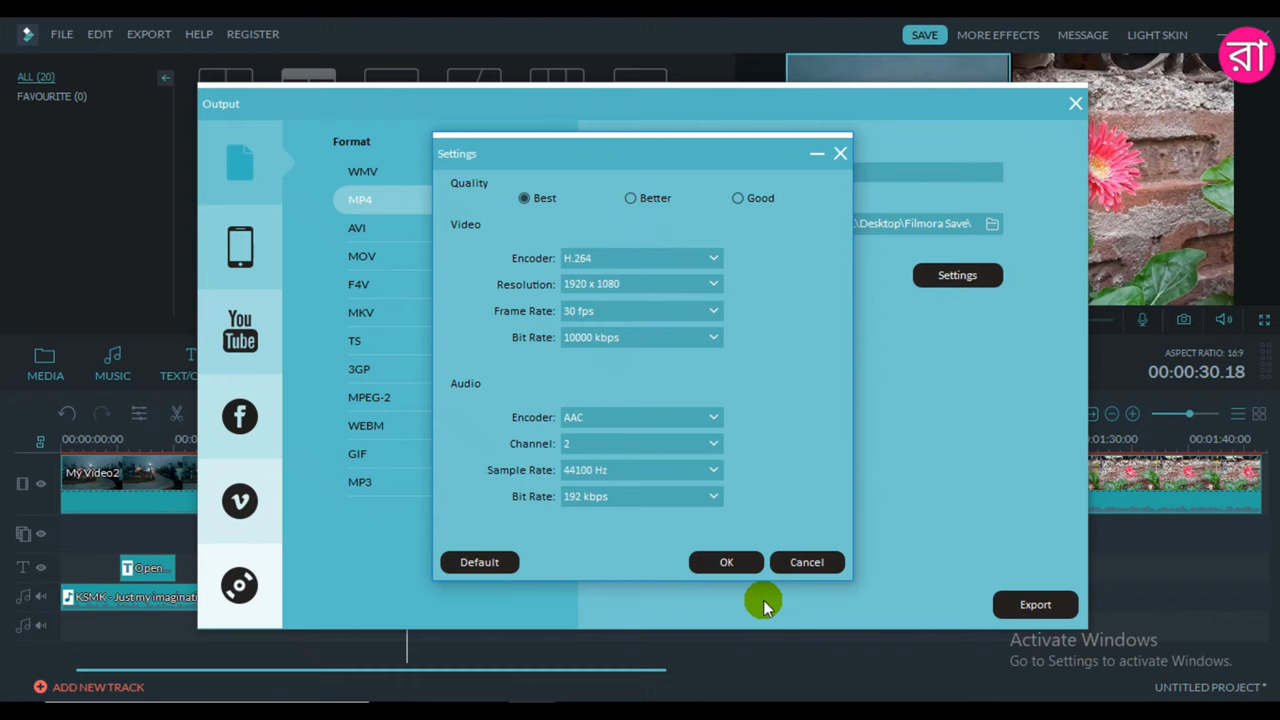 FILE EDIT EXPORT HELP REGISTER SAVE MORE EFFECTS MESSAGE LIGHT SKIN
রা
ALL (20)
FAVOURITE (0)
Output
Format
WMV
MP4
AVI
MOV
F4V
MKV
TS
3GP
MPEG-2
WEBM
GIF
MP3
You
Tube
Settings
Quality
Best Better Good
Video
Encoder: H.264
Resolution: 1920 x 1080
Frame Rate: 30 fps
Bit Rate: 10000 kbps
Audio
Encoder: AAC
Channel: 2
Sample Rate: 44100 Hz
Bit Rate: 192 kbps
Default OK Cancel
:\Desktop\Filmora Save\
Settings
Export
MEDIA MUSIC TEXT/C
ASPECT RATIO: 16:9
00:00:30.18
00:00:00:00 00:0 :01:30:00 00:01:40:00
My Video2
T Open...
KSMK - Just my imaginati
Activate Windows
Go to Settings to activate Windows.
ADD NEW TRACK
UNTITLED PROJECT *